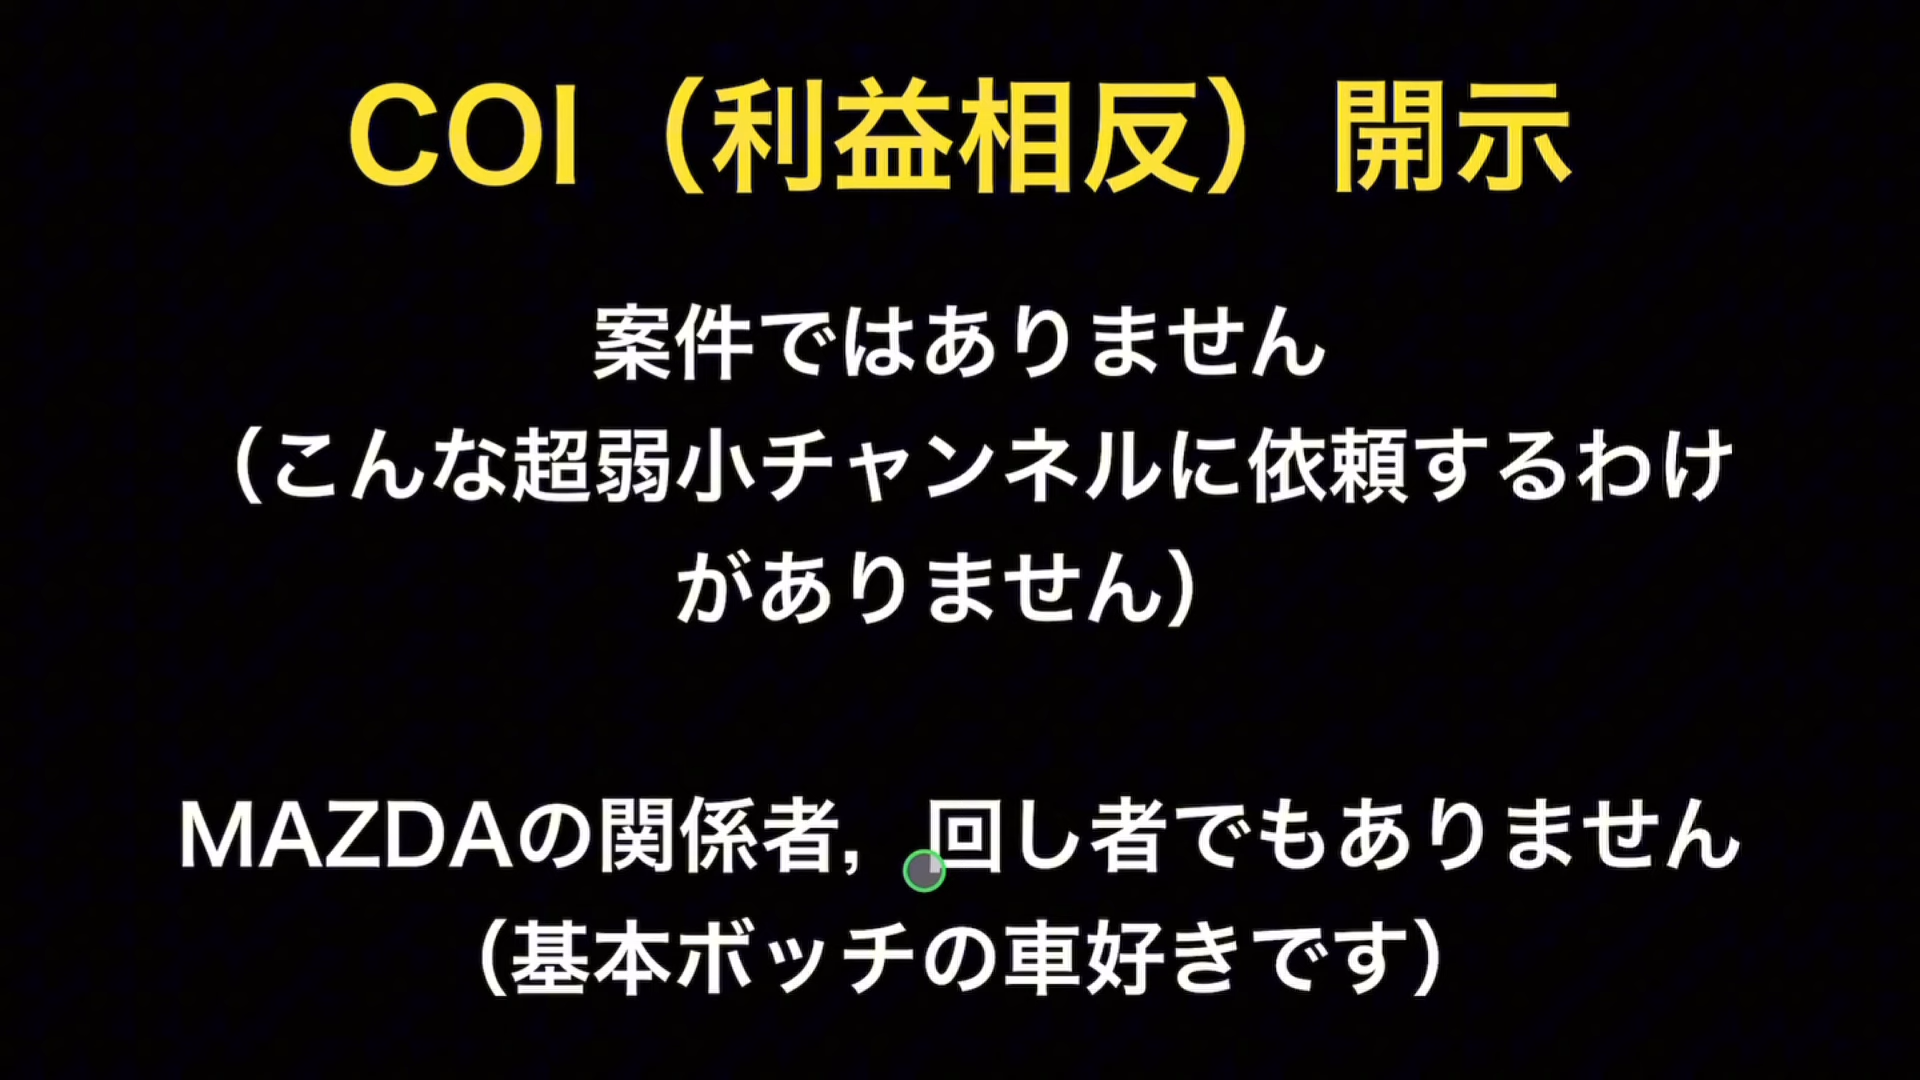 COI（利益相反）開示
案件ではありません
（こんな超弱小チャンネルに依頼するわけ
がありません）
MAZDAの関係者，回し者でもありません
（基本ボッチの車好きです）